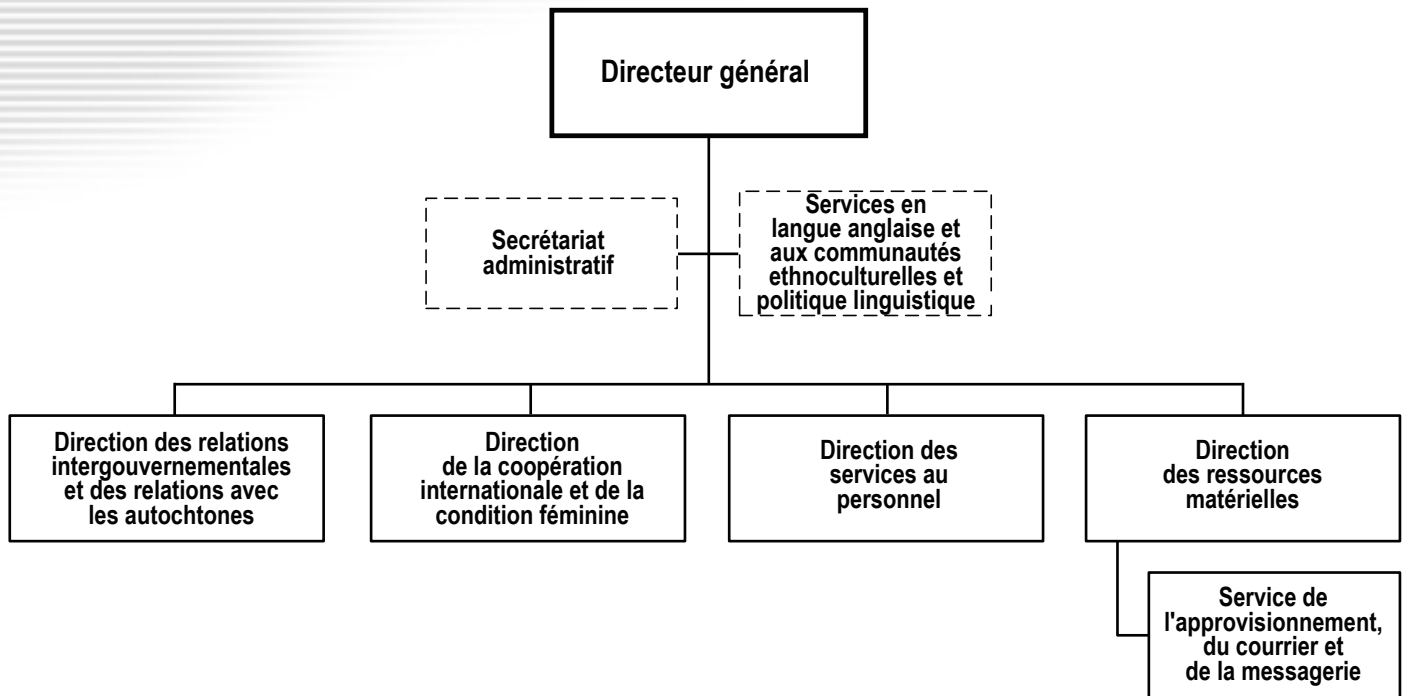 Directeur général
Secrétariat
administratif
Services en
langue anglaise et
aux communautés
ethnoculturelles et
politique linguistique
Direction des relations
intergouvernementales
et des relations avec
les autochtones
Direction
de la coopération
internationale et de la
condition féminine
Direction des
services au
personnel
Direction
des ressources
matérielles
Service de
l'approvisionnement,
du courrier et
de la messagerie